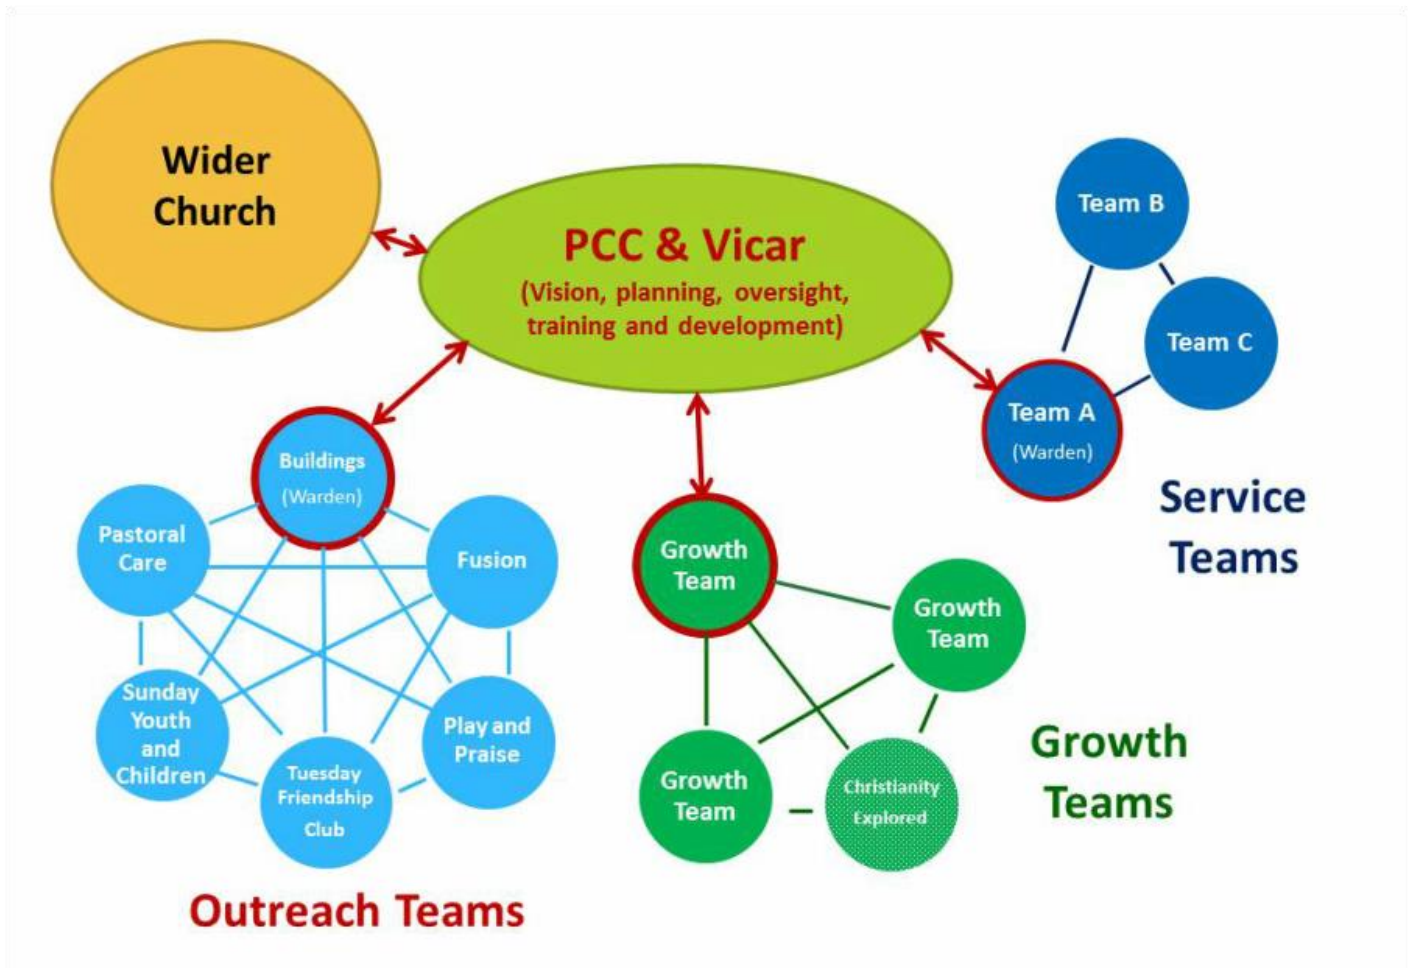 Wider
Church
PCC & Vicar
(Vision, planning, oversight,
training and development)
Team B
Team C
Team A
(Warden)
Service
Teams
Buildings
(Warden)
Pastoral
Care
Fusion
Sunday
Youth
and
Children
Tuesday
Friendship
Club
Play and
Praise
Outreach Teams
Growth
Team
Growth
Team
Growth
Team
Christianity
Explored
Growth
Teams